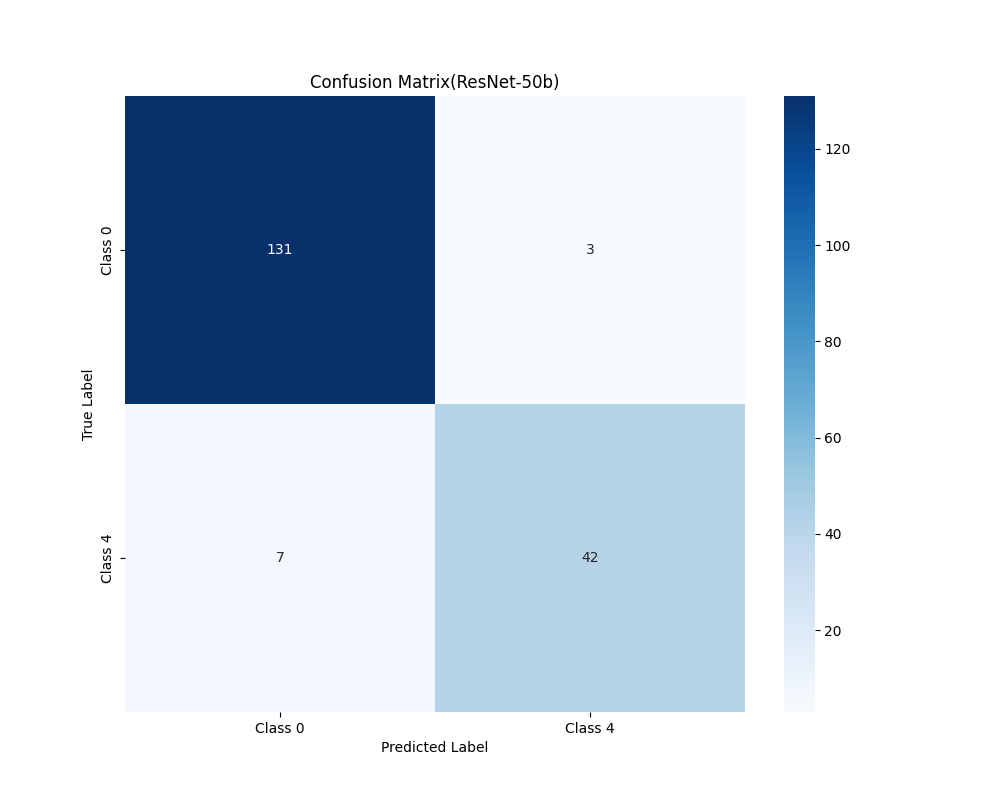 Confusion Matrix(ResNet-50b)
True Label
Class 0
131
3
Class 4
7
42
Class 0
Class 4
Predicted Label
120
100
80
60
40
20